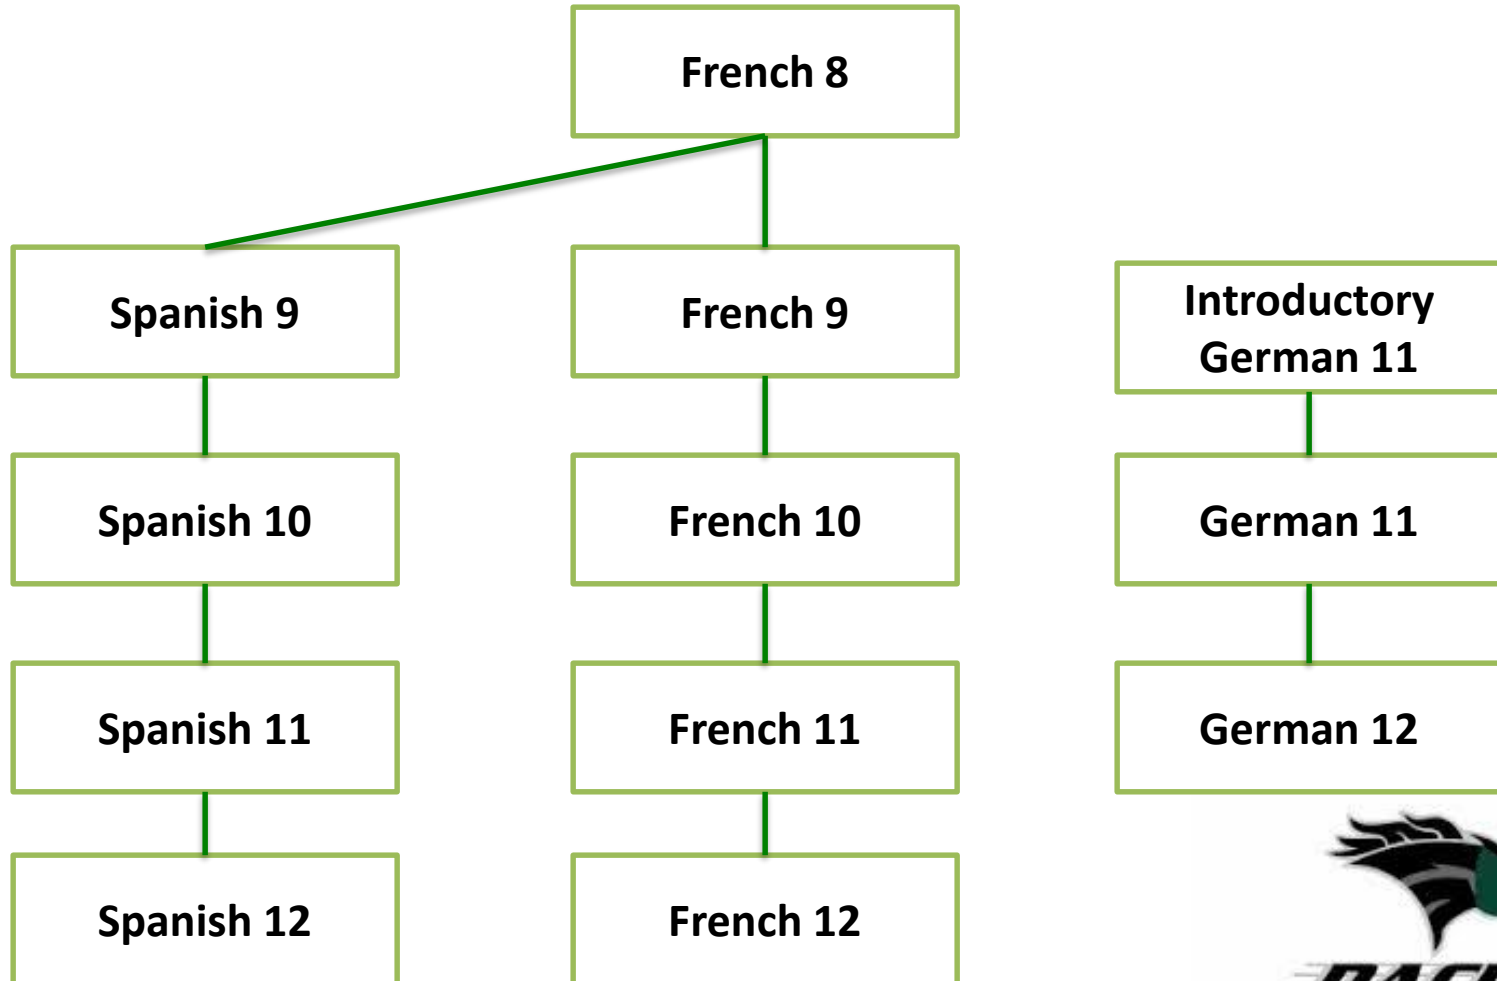 French 8
Spanish 9
French 9
Introductory
German 11
Spanish 10
French 10
German 11
Spanish 11
French 11
German 12
Spanish 12
French 12